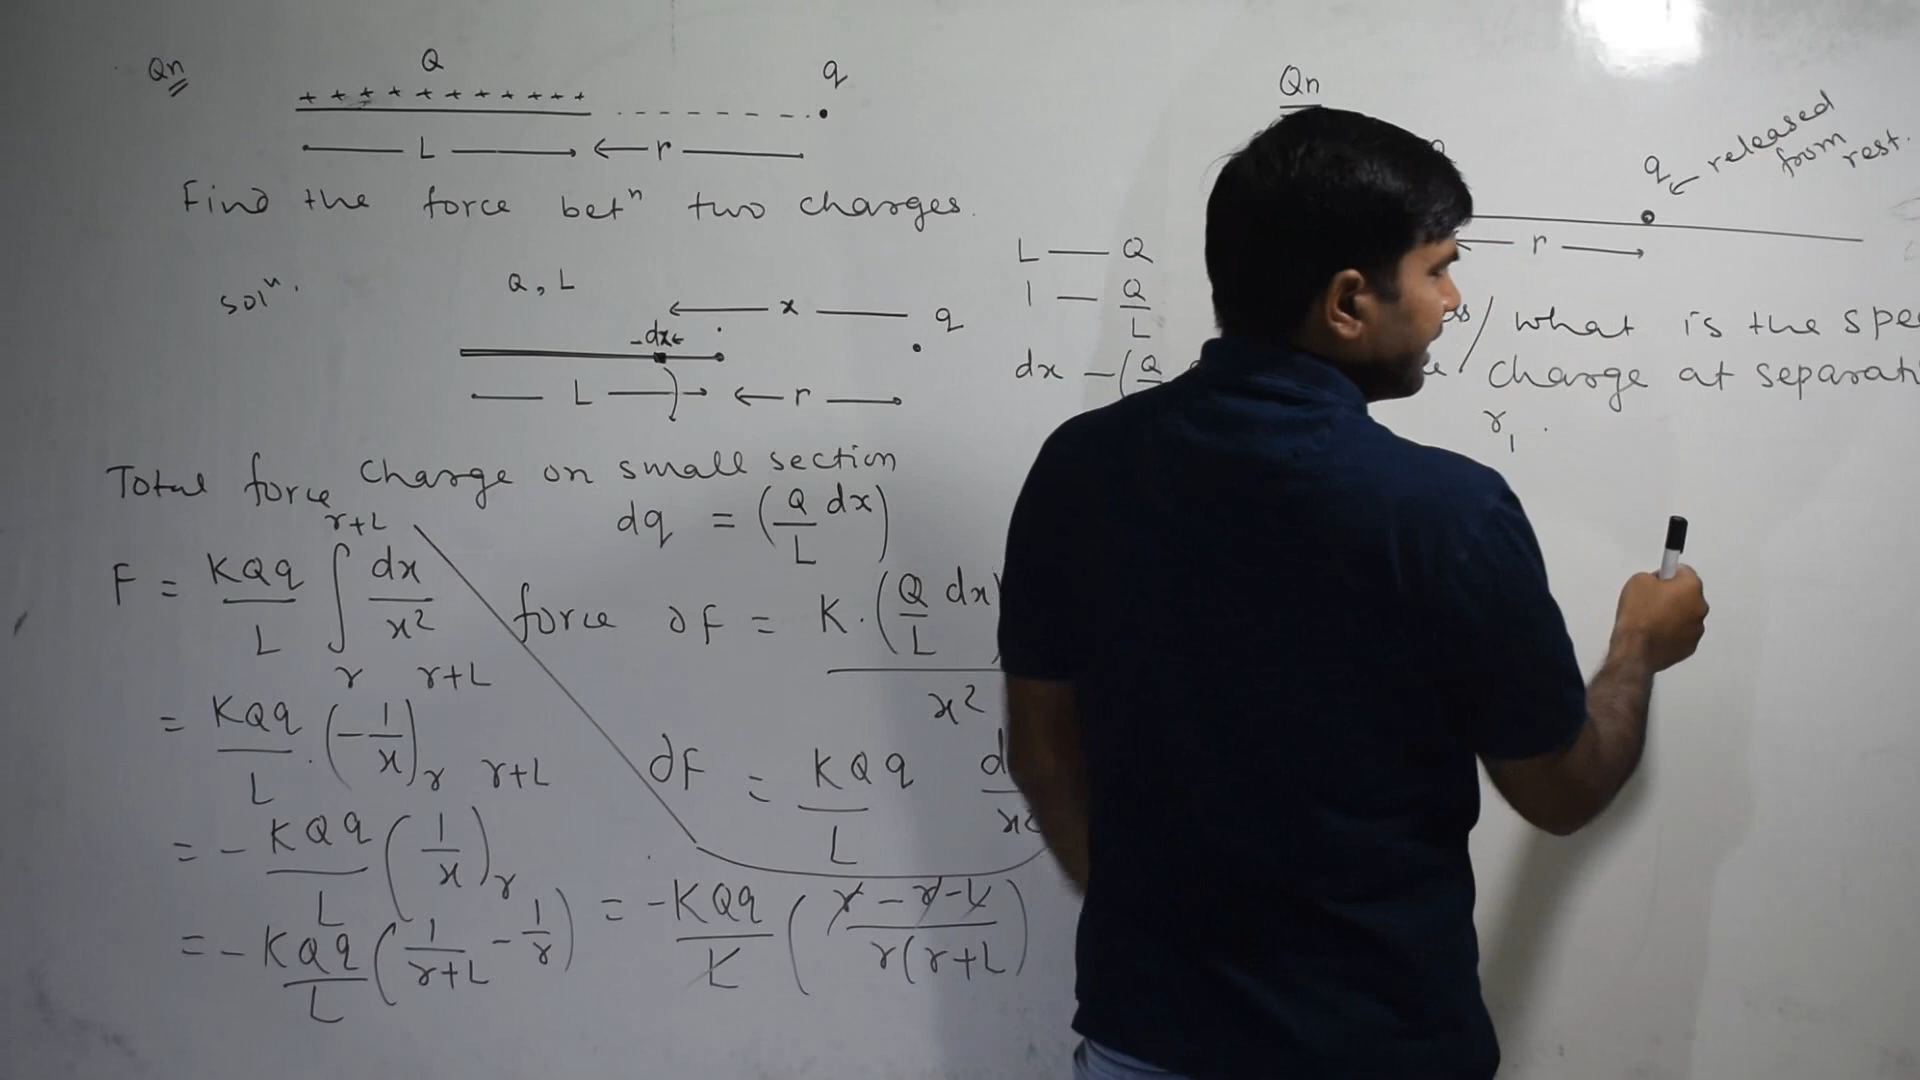 Qn
Q
+ + + + + + + + + +
q
L
r
Find the force betⁿ two charges.
Solⁿ.
Q, L
x
q
dx
L
r
L — Q
1 — Q/L
dx — (Q
Total force
Charge on small section
dq = (Q/L dx)
F = KQq/L ∫ dx/x²
r+L
r
force ∂F = K.(Q/L dx)
x²
= KQq/L . (-1/x)
r+L
r
∂F = KQq/L
x²
= - KQq/L (1/x)
r+L
r
= - KQq/L (1/r+L - 1/r) = - KQq/L (r - r - L / r(r+L))
Qn
q
released
from
rest.
r
what is the spe
charge at separati
r₁.